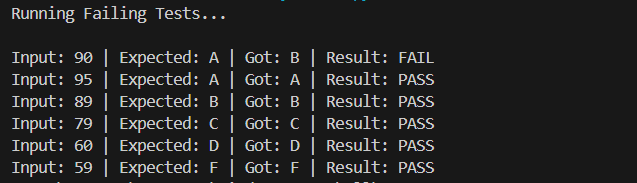 Running Failing Tests...
Input: 90 | Expected: A | Got: B | Result: FAIL
Input: 95 | Expected: A | Got: A | Result: PASS
Input: 89 | Expected: B | Got: B | Result: PASS
Input: 79 | Expected: C | Got: C | Result: PASS
Input: 60 | Expected: D | Got: D | Result: PASS
Input: 59 | Expected: F | Got: F | Result: PASS